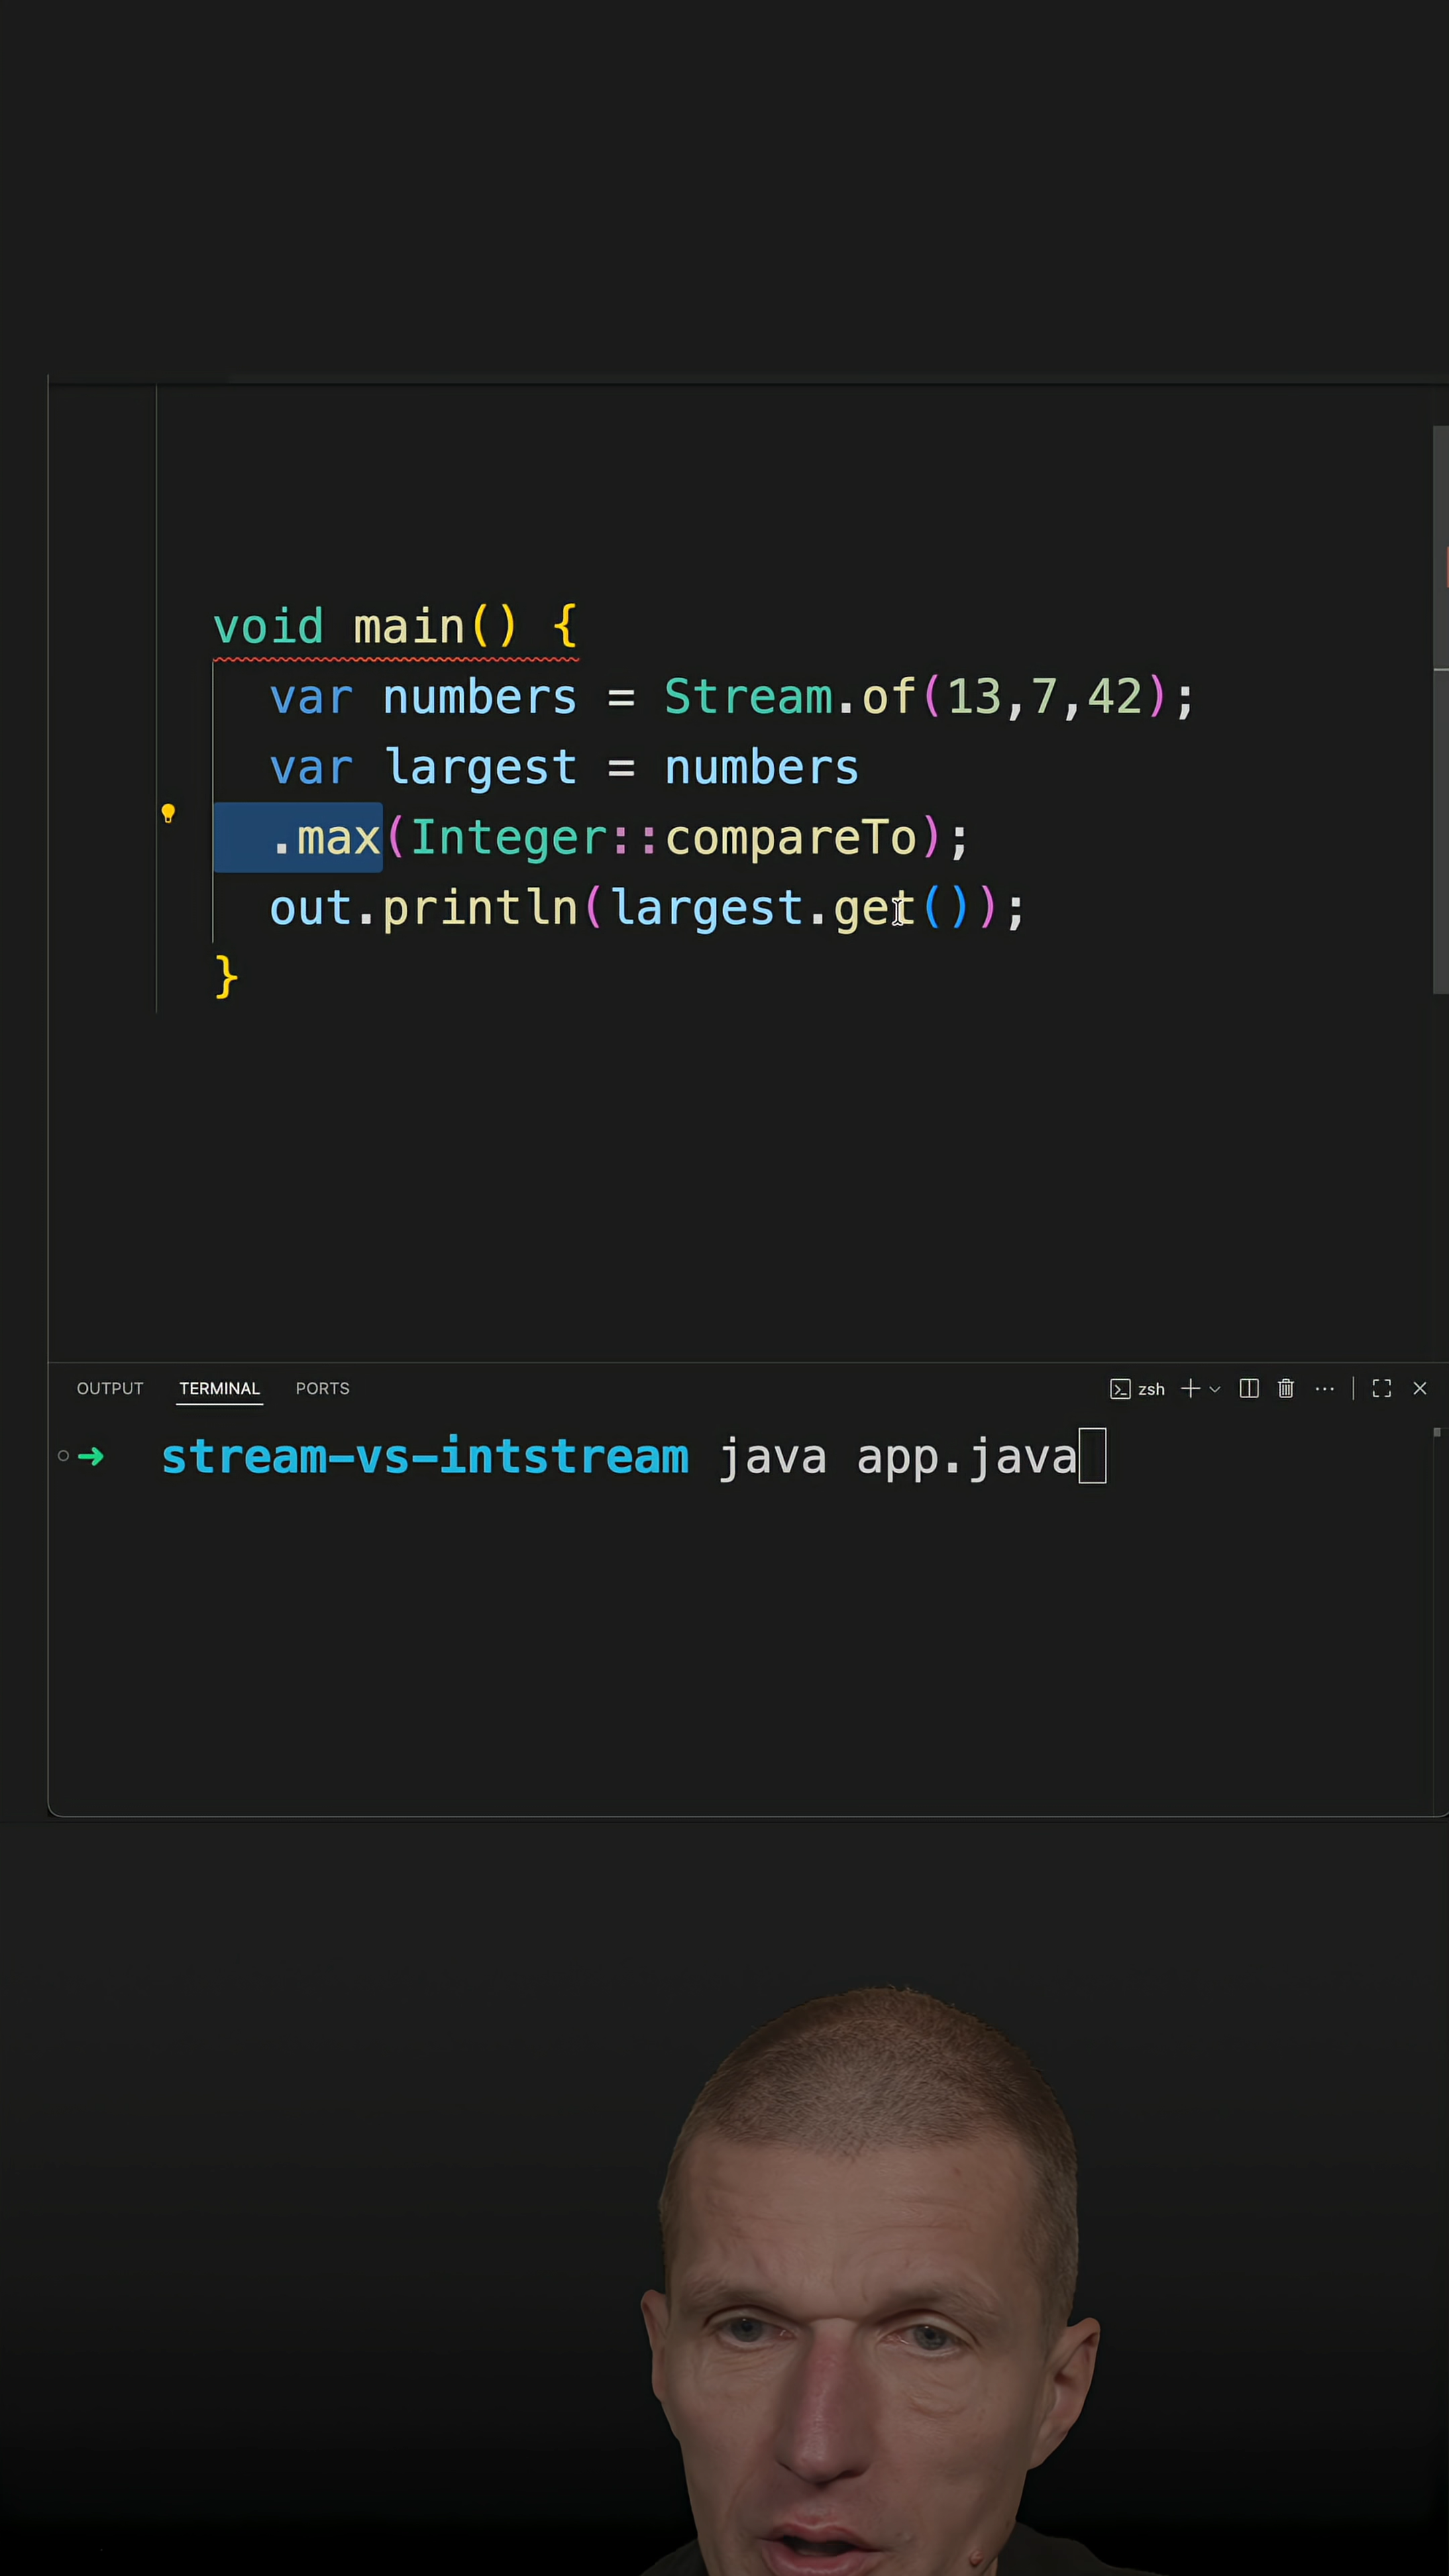 void main() {
var numbers = Stream.of(13,7,42);
var largest = numbers
.max(Integer::compareTo);
out.println(largest.get());
}
OUTPUT TERMINAL PORTS zsh
stream-vs-intstream java app.java